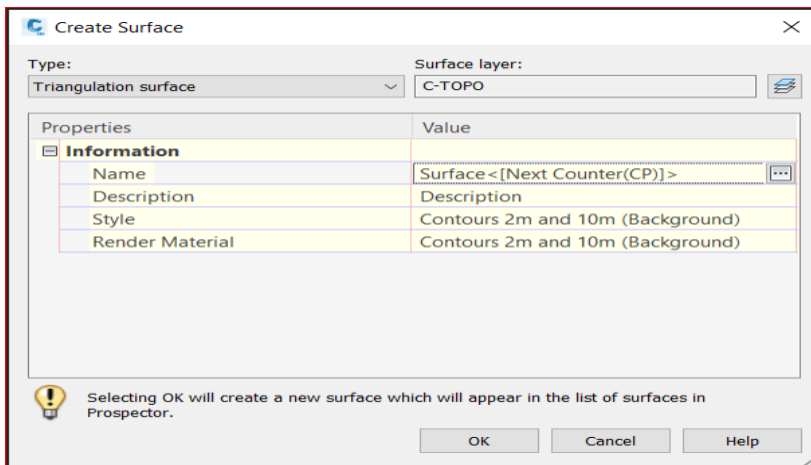 Create Surface
Type:
Surface layer:
Triangulation surface
C-TOPO
Properties
Value
Information
Name
Surface<[Next Counter(CP)]>
Description
Description
Style
Contours 2m and 10m (Background)
Render Material
Contours 2m and 10m (Background)
Selecting OK will create a new surface which will appear in the list of surfaces in
Prospector.
OK
Cancel
Help